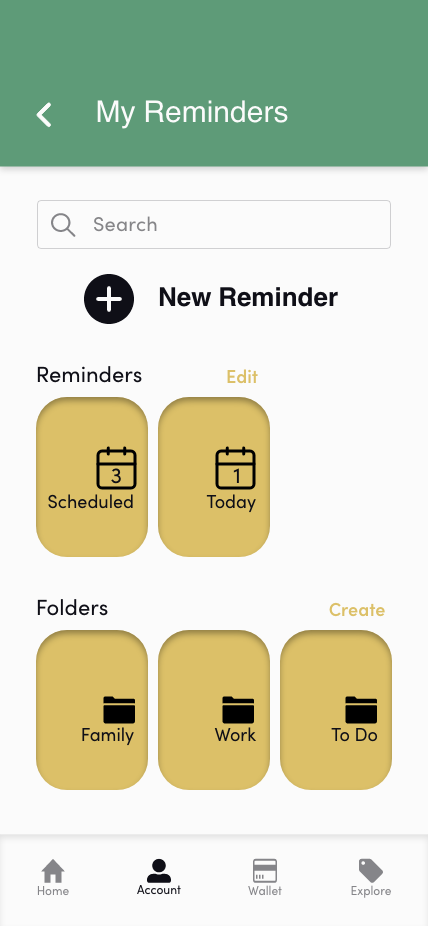 My Reminders
Search
New Reminder
Reminders Edit
3 1
Scheduled Today
Folders Create
Family Work To Do
Home Account Wallet Explore